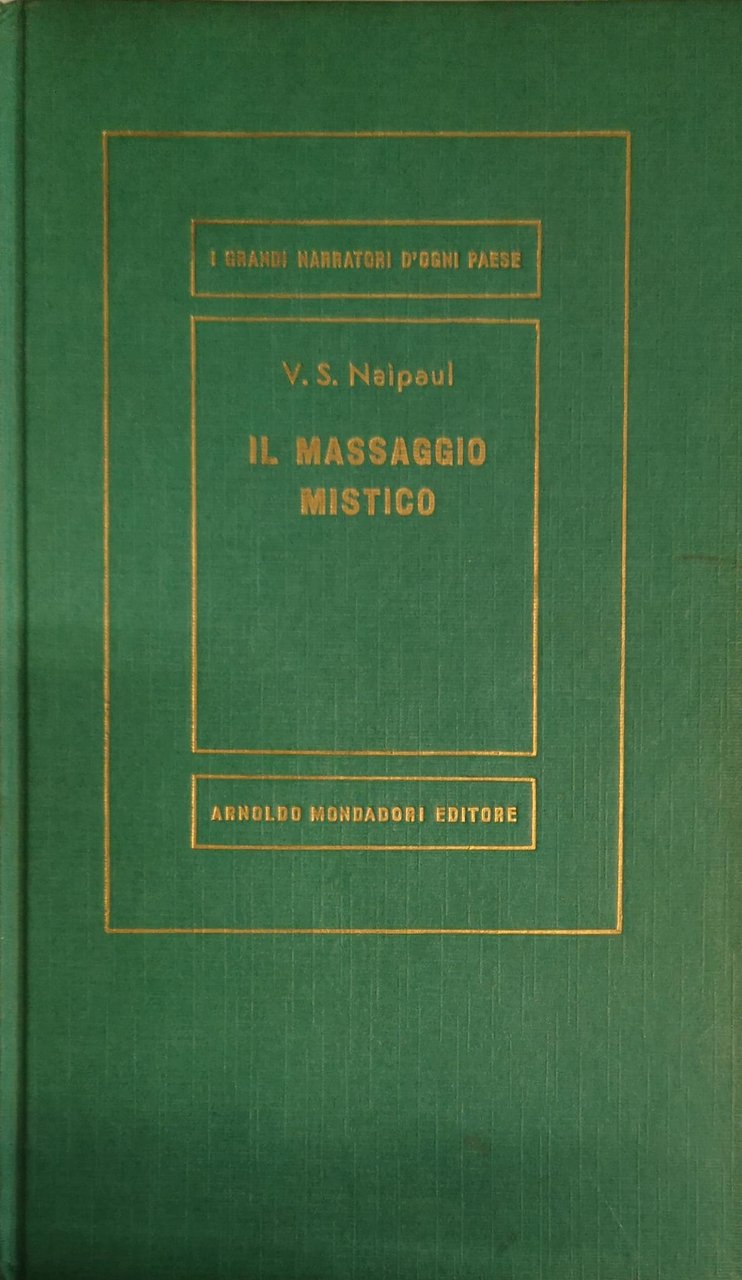 I GRANDI NARRATORI D'OGNI PAESE
V. S. Naipaul
IL MASSAGGIO
MISTICO
ARNOLDO MONDADORI EDITORE